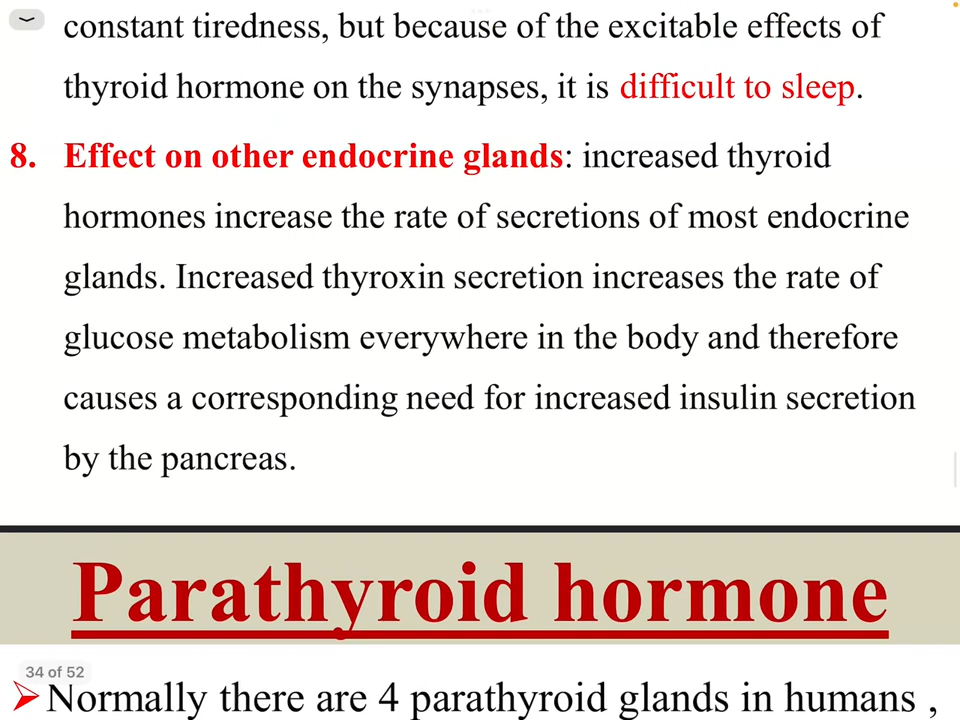 constant tiredness, but because of the excitable effects of
thyroid hormone on the synapses, it is difficult to sleep.
8. Effect on other endocrine glands: increased thyroid
hormones increase the rate of secretions of most endocrine
glands. Increased thyroxin secretion increases the rate of
glucose metabolism everywhere in the body and therefore
causes a corresponding need for increased insulin secretion
by the pancreas.
Parathyroid hormone
34 of 52
➢ Normally there are 4 parathyroid glands in humans ,